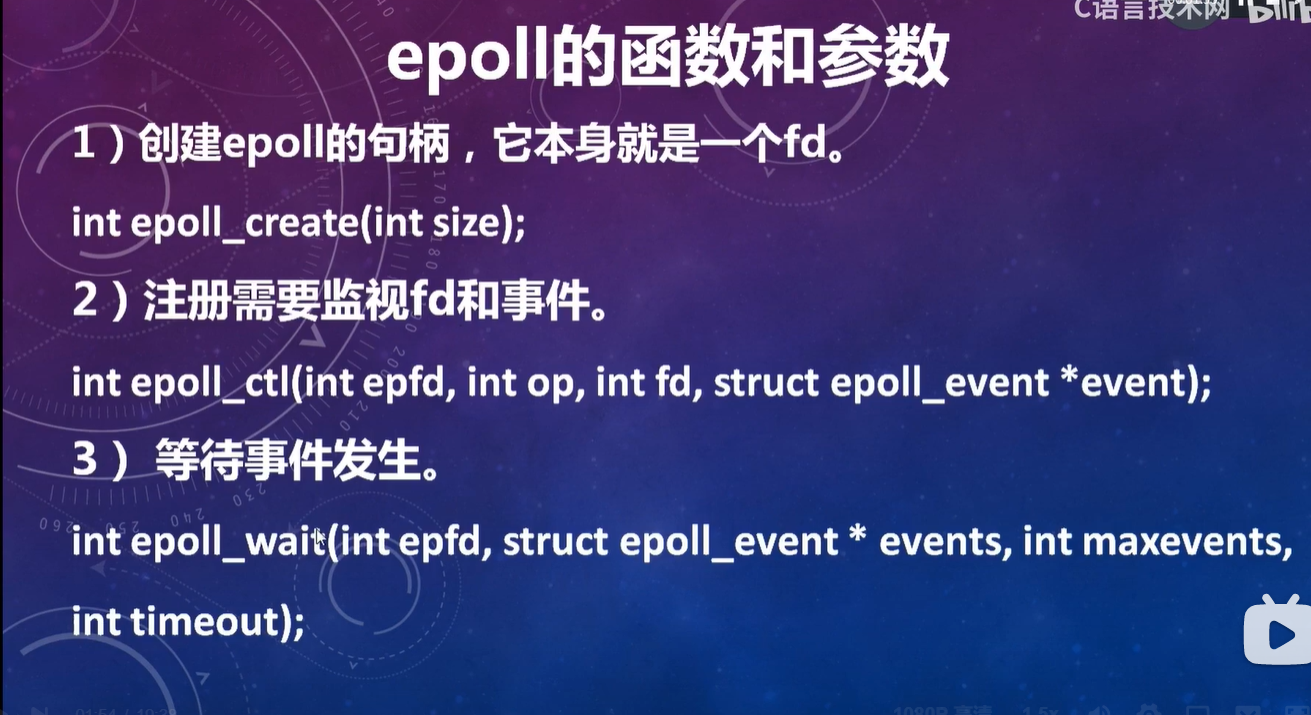 C语言技术网
epoll的函数和参数
1）创建epoll的句柄，它本身就是一个fd。
int epoll_create(int size);
2）注册需要监视fd和事件。
int epoll_ctl(int epfd, int op, int fd, struct epoll_event *event);
3） 等待事件发生。
int epoll_wait(int epfd, struct epoll_event * events, int maxevents,
int timeout);